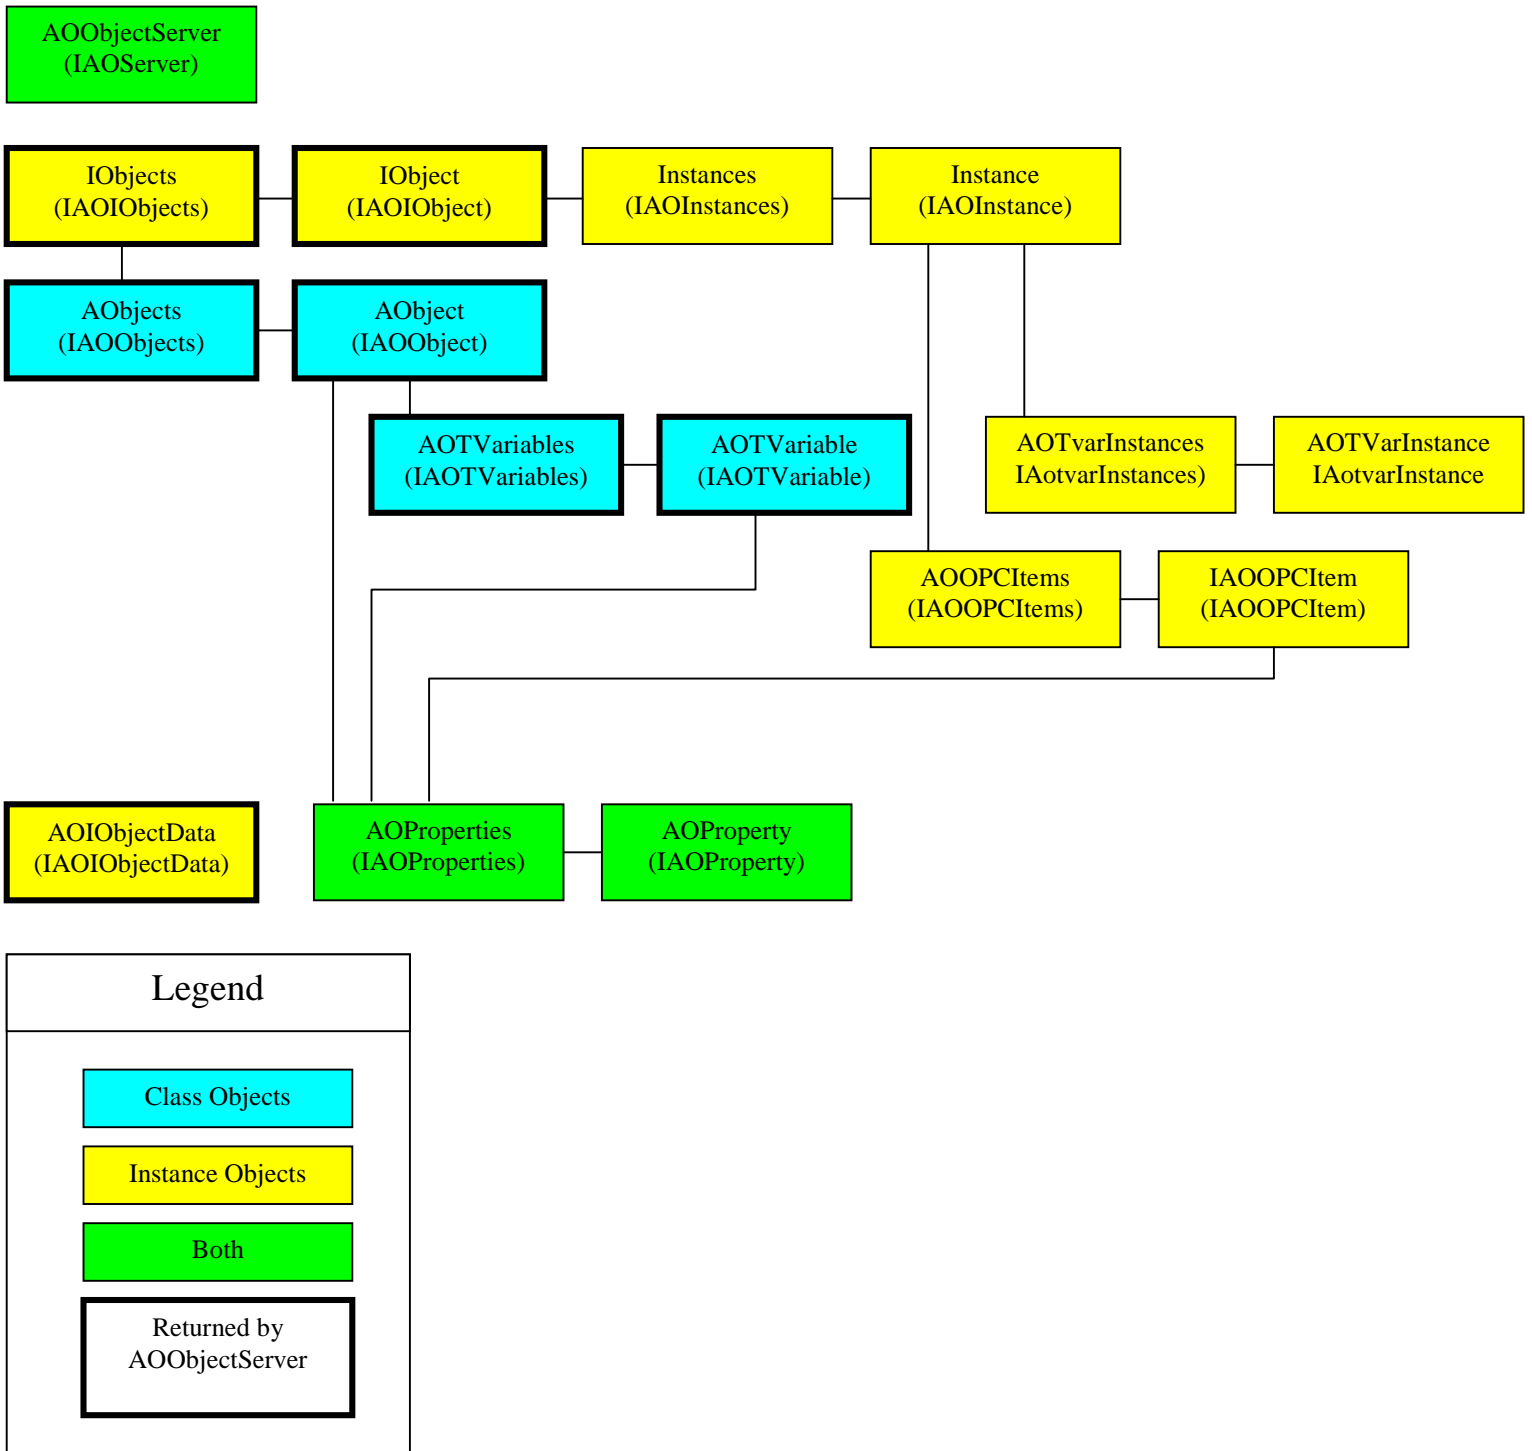 AOObjectServer
(IAOServer)
IObjects
(IAOIObjects)
IObject
(IAOIObject)
Instances
(IAOInstances)
Instance
(IAOInstance)
AObjects
(IAOObjects)
AObject
(IAOObject)
AOTVariables
(IAOTVariables)
AOTVariable
(IAOTVariable)
AOTvarInstances
IAotvarInstances)
AOTVarInstance
IAotvarInstance
AOOPCItems
(IAOOPCItems)
IAOOPCItem
(IAOOPCItem)
AOIObjectData
(IAOIObjectData)
AOProperties
(IAOProperties)
AOProperty
(IAOProperty)
Legend
Class Objects
Instance Objects
Both
Returned by
AOObjectServer